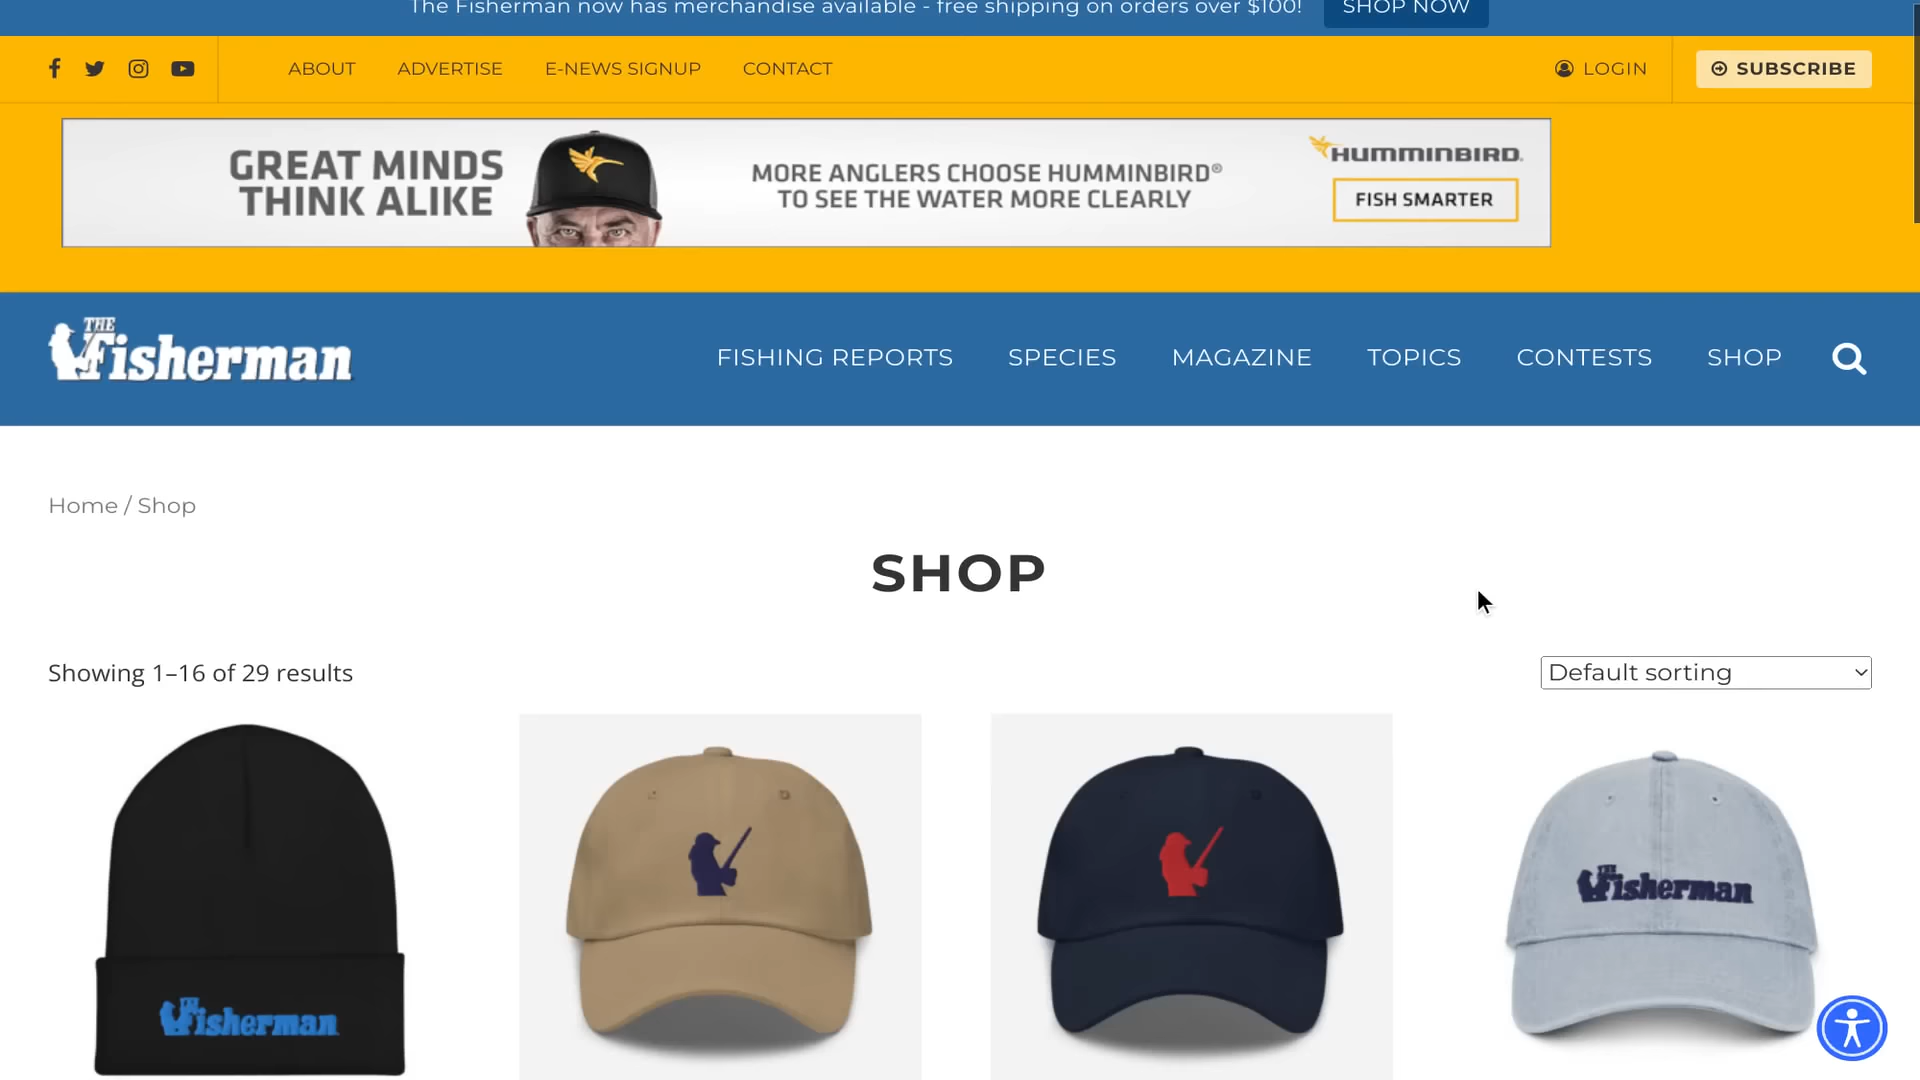 The Fisherman now has merchandise available - free shipping on orders over $100! SHOP NOW
ABOUT ADVERTISE E-NEWS SIGNUP CONTACT LOGIN SUBSCRIBE
GREAT MINDS
THINK ALIKE
MORE ANGLERS CHOOSE HUMMINBIRD®
TO SEE THE WATER MORE CLEARLY
HUMMINBIRD.
FISH SMARTER
THE Fisherman
FISHING REPORTS SPECIES MAGAZINE TOPICS CONTESTS SHOP
Home / Shop
SHOP
Showing 1–16 of 29 results
Default sorting
THE Fisherman
THE Fisherman